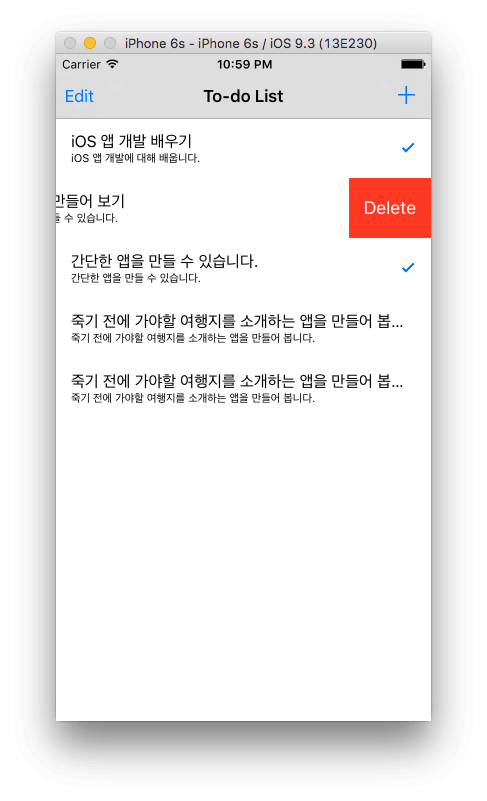 iPhone 6s - iPhone 6s / iOS 9.3 (13E230)
Carrier 10:59 PM
Edit To-do List +
iOS 앱 개발 배우기
iOS 앱 개발에 대해 배웁니다.
만들어 보기
들 수 있습니다.
Delete
간단한 앱을 만들 수 있습니다.
간단한 앱을 만들 수 있습니다.
죽기 전에 가야할 여행지를 소개하는 앱을 만들어 봅...
죽기 전에 가야할 여행지를 소개하는 앱을 만들어 봅니다.
죽기 전에 가야할 여행지를 소개하는 앱을 만들어 봅...
죽기 전에 가야할 여행지를 소개하는 앱을 만들어 봅니다.